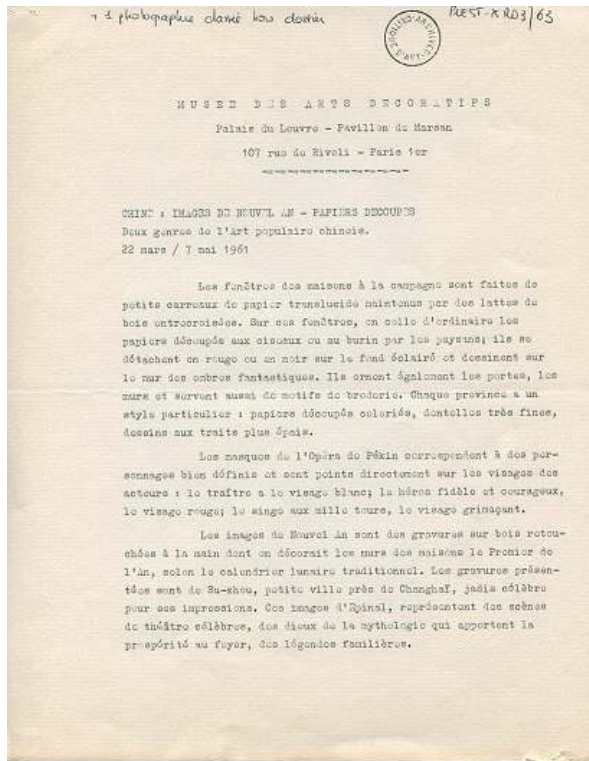 + 1 photographie classé hors dossier
PREST-XRD3/63
MUSEE DES ARTS DECORATIFS
Palais du Louvre - Pavillon de Marsan
107 rue de Rivoli - Paris 1er
CHINE : IMAGES DE NOUVEL AN - PAPIERS DECOUPES
Deux genres de l'Art populaire chinois.
22 mars / 7 mai 1961
Les fenêtres des maisons à la campagne sont faites de
petits carreaux de papier translucide maintenus par des lattes de
bois entrecroisées. Sur ces fenêtres, on colle d'ordinaire les
papiers découpés aux ciseaux ou au burin par les paysans; ils se
détachent en rouge ou en noir sur le fond éclairé et dessinent sur
le mur des ombres fantastiques. Ils ornent également les portes, les
murs et servent aussi de motifs de broderie. Chaque province a un
style particulier : papiers découpés coloriés, dentelles très fines,
dessins aux traits plus épais.
Les masques de l'Opéra de Pékin correspondent à des per-
sonnages bien définis et sont peints directement sur les visages des
acteurs : le traître a le visage blanc; le héros fidèle et courageux,
le visage rouge; le singe aux mille tours, le visage grimaçant.
Les images de Nouvel An sont des gravures sur bois retou-
chées à la main dont on décorait les murs des maisons le Premier de
l'An, selon le calendrier lunaire traditionnel. Les gravures présen-
tées sont de Su-zhou, petite ville près de Changhaï, jadis célèbre
pour ses impressions. Ces images d'Epinal, représentent des scènes
de théâtre célèbres, des dieux de la mythologie qui apportent la
prospérité au foyer, des légendes familières.